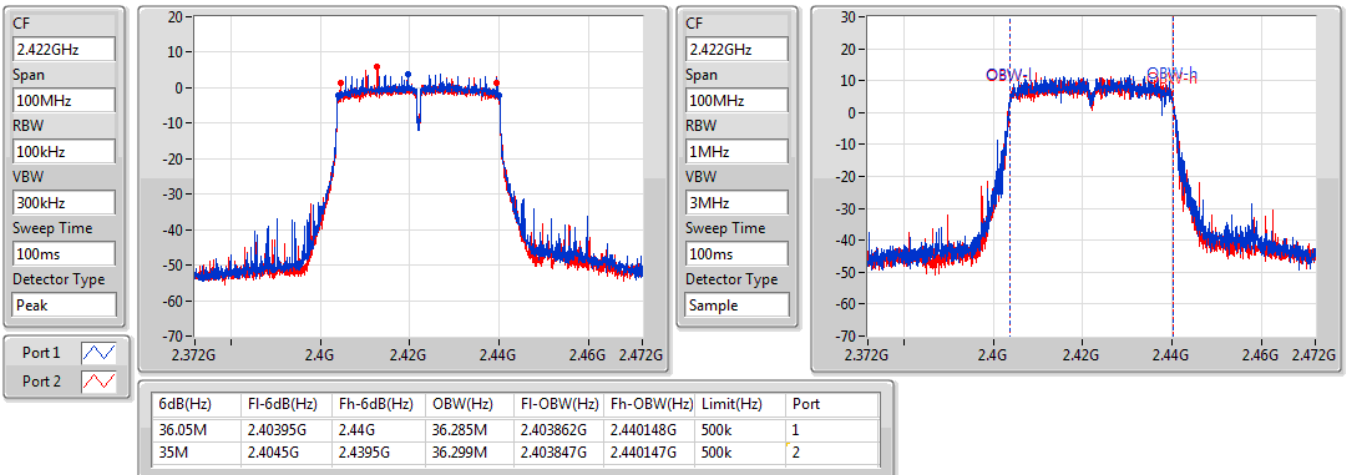 CF
2.422GHz
Span
100MHz
RBW
100kHz
VBW
300kHz
Sweep Time
100ms
Detector Type
Peak
Port 1
Port 2
20
10
0
-10
-20
-30
-40
-50
-60
-70
2.372G 2.4G 2.42G 2.44G 2.46G 2.472G
CF
2.422GHz
Span
100MHz
RBW
1MHz
VBW
3MHz
Sweep Time
100ms
Detector Type
Sample
30
20
10
0
-10
-20
-30
-40
-50
-60
-70
OBW-l OBW-h
2.372G 2.4G 2.42G 2.44G 2.46G 2.472G
6dB(Hz) Fl-6dB(Hz) Fh-6dB(Hz) OBW(Hz) Fl-OBW(Hz) Fh-OBW(Hz) Limit(Hz) Port
36.05M 2.40395G 2.44G 36.285M 2.403862G 2.440148G 500k 1
35M 2.4045G 2.4395G 36.299M 2.403847G 2.440147G 500k 2